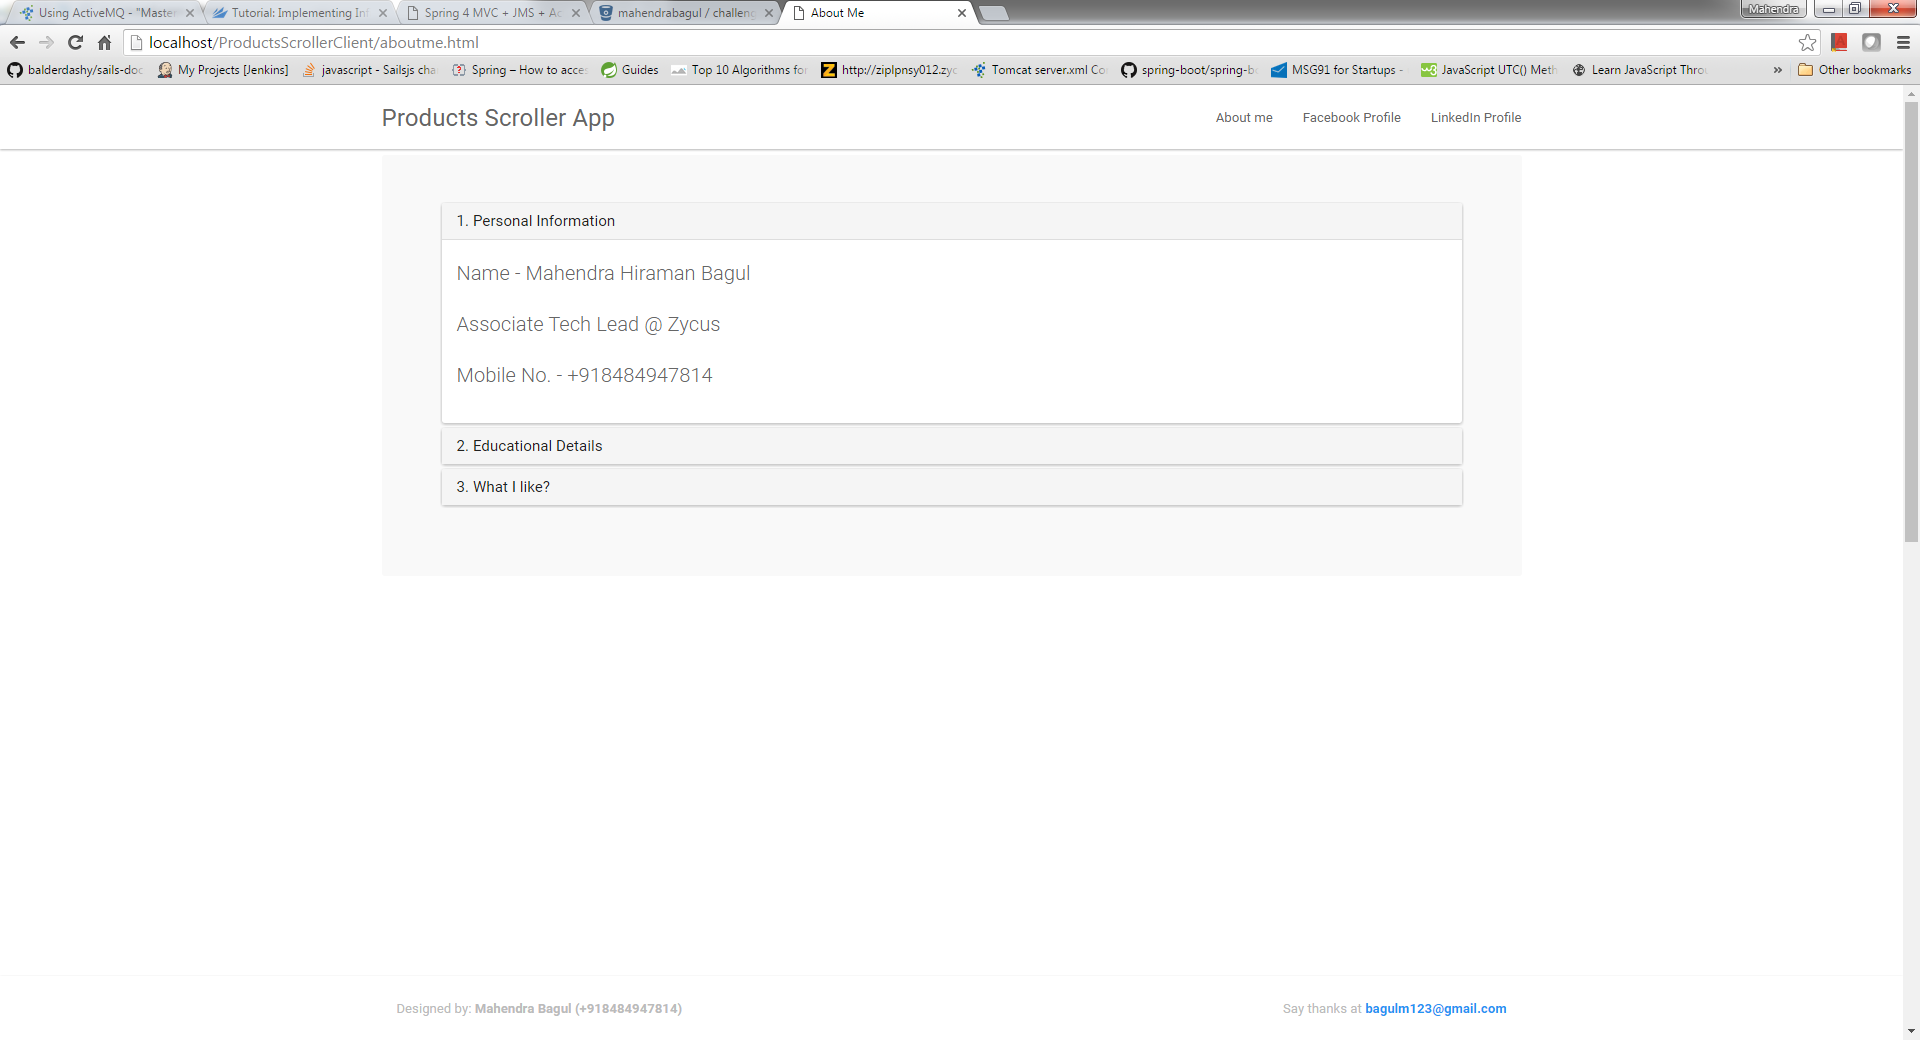 Using ActiveMQ - "Master
Tutorial: Implementing Inf
Spring 4 MVC + JMS + Ac
mahendrabagul / challeng
About Me
Mahendra
localhost/ProductsScrollerClient/aboutme.html
balderdashy/sails-doc
My Projects [Jenkins]
javascript - Sailsjs cha
Spring – How to acce
Guides
Top 10 Algorithms for
http://ziplpnsy012.zyc
Tomcat server.xml Co
spring-boot/spring-b
MSG91 for Startups -
JavaScript UTC() Meth
Learn JavaScript Thro
»
Other bookmarks
Products Scroller App
About me
Facebook Profile
LinkedIn Profile
1. Personal Information
Name - Mahendra Hiraman Bagul
Associate Tech Lead @ Zycus
Mobile No. - +918484947814
2. Educational Details
3. What I like?
Designed by: Mahendra Bagul (+918484947814)
Say thanks at bagulm123@gmail.com